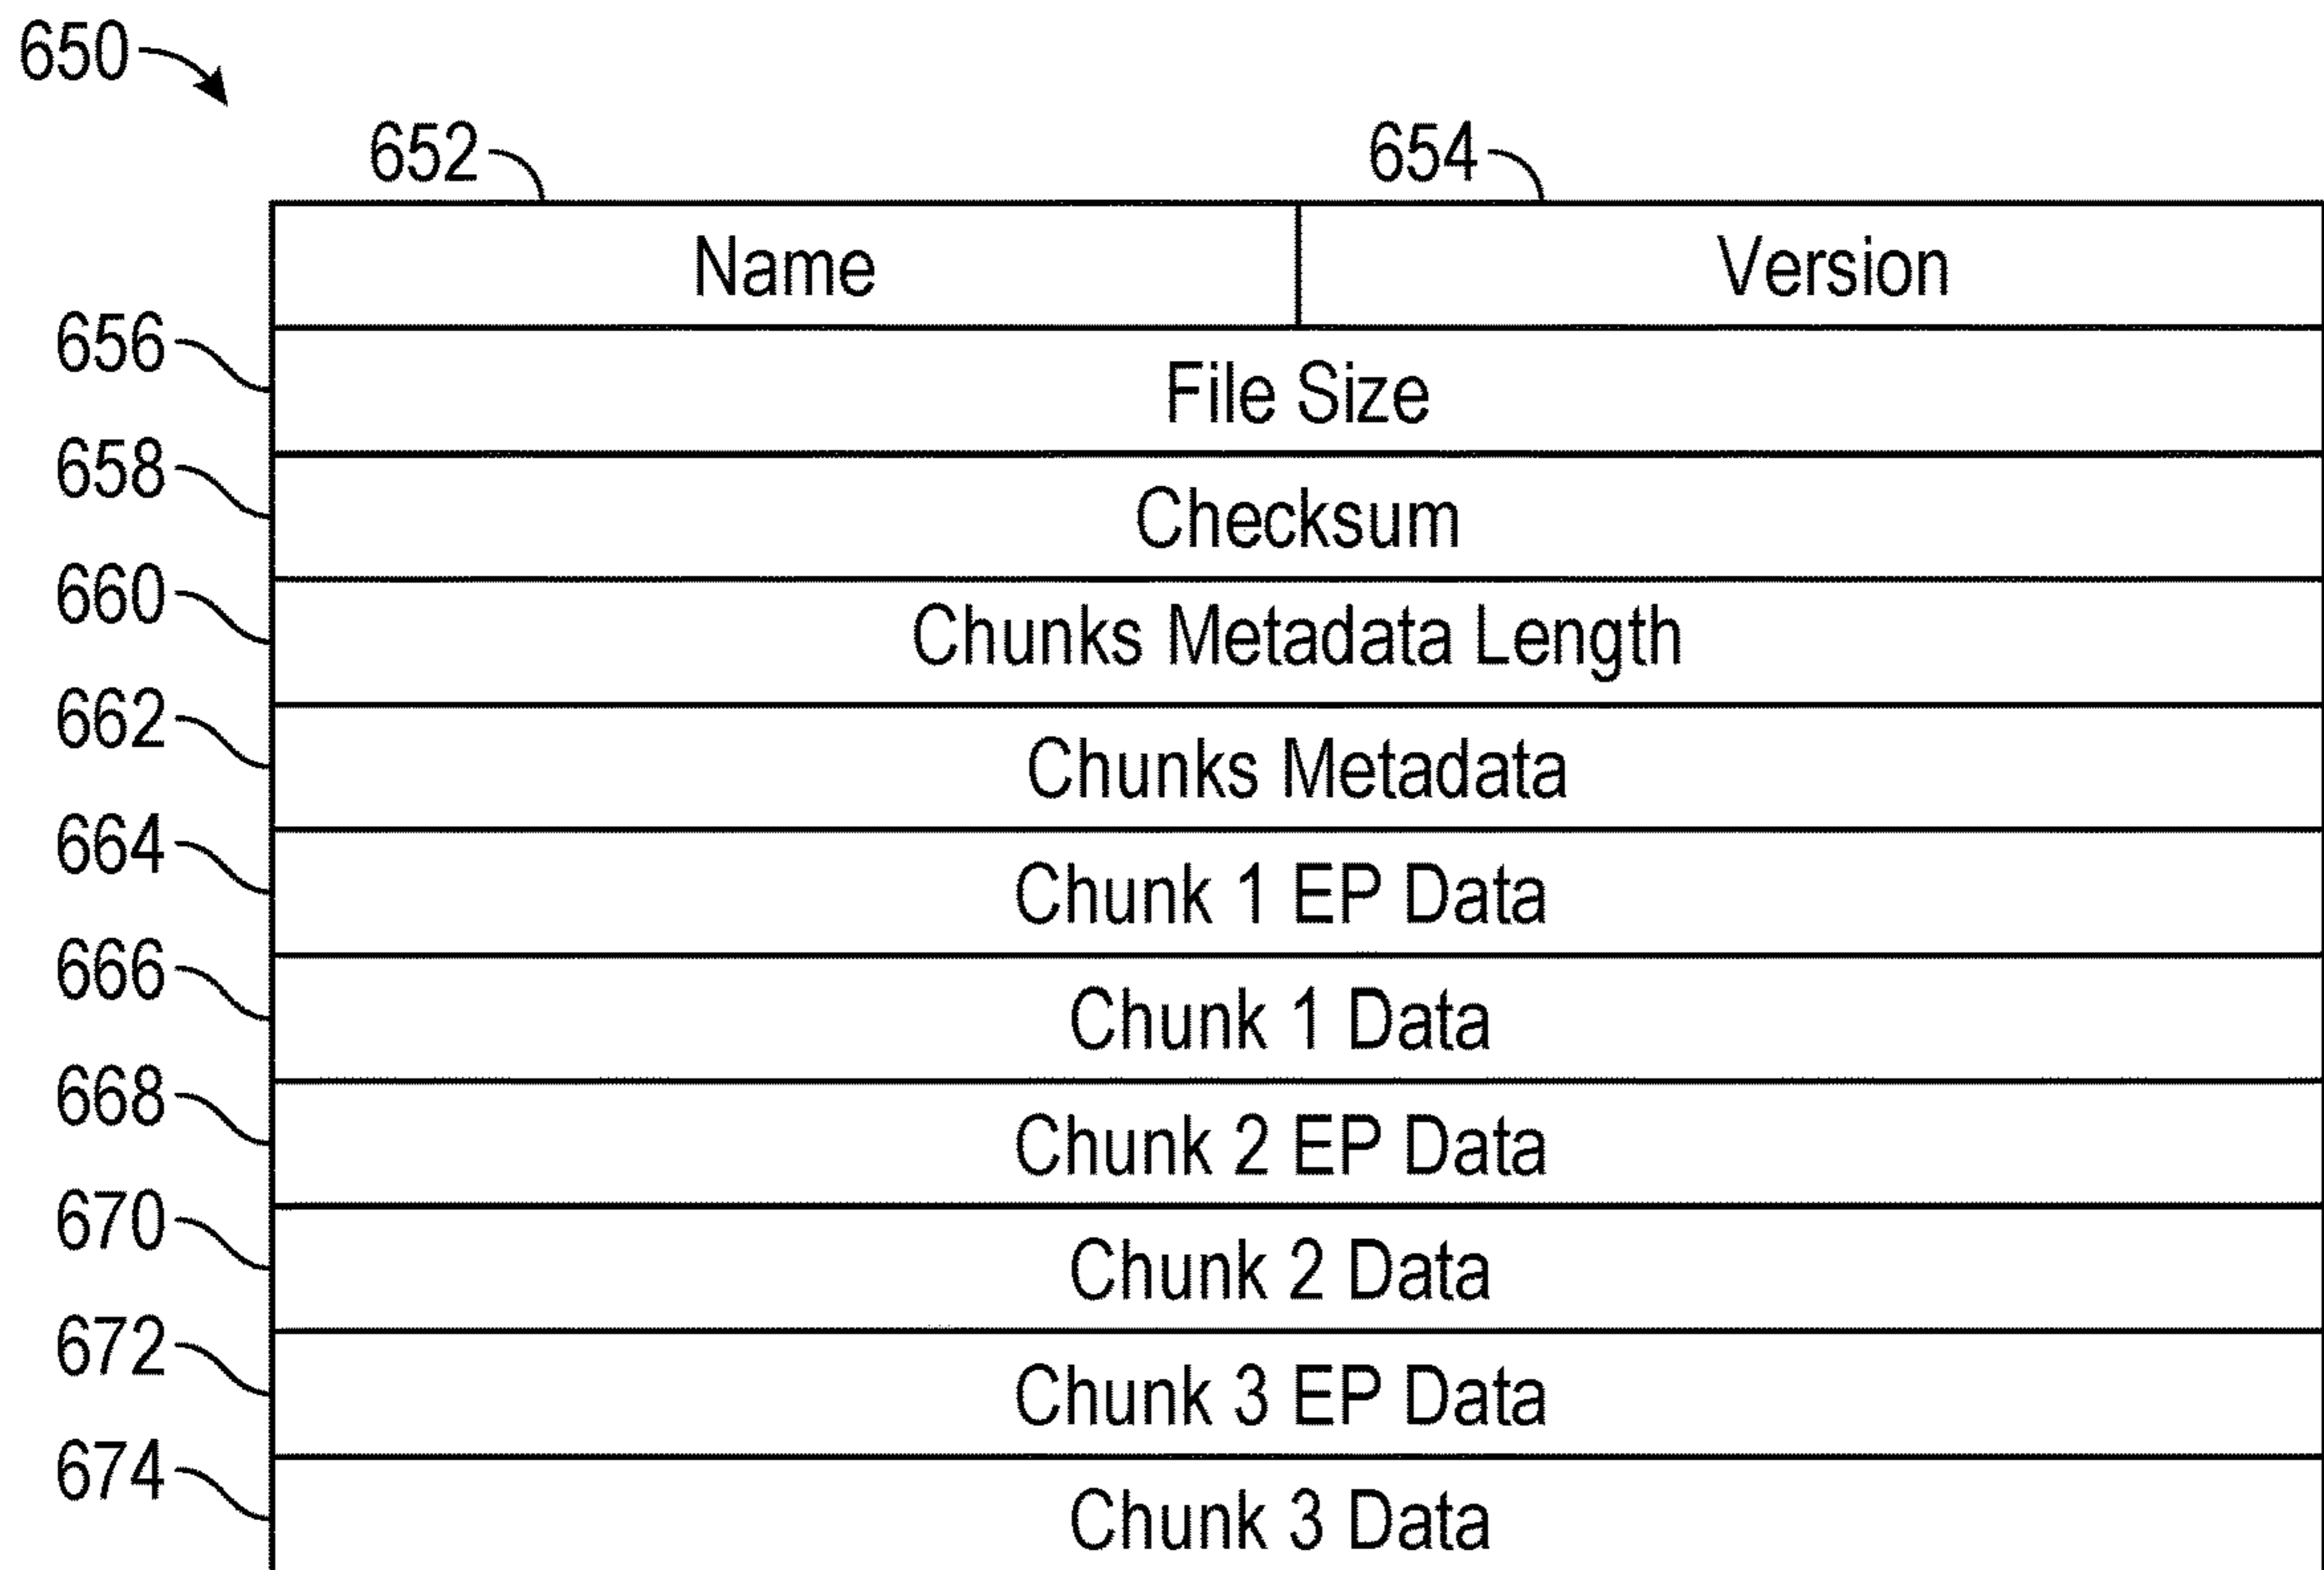 650
652 654
Name Version
656
File Size
658
Checksum
660
Chunks Metadata Length
662
Chunks Metadata
664
Chunk 1 EP Data
666
Chunk 1 Data
668
Chunk 2 EP Data
670
Chunk 2 Data
672
Chunk 3 EP Data
674
Chunk 3 Data